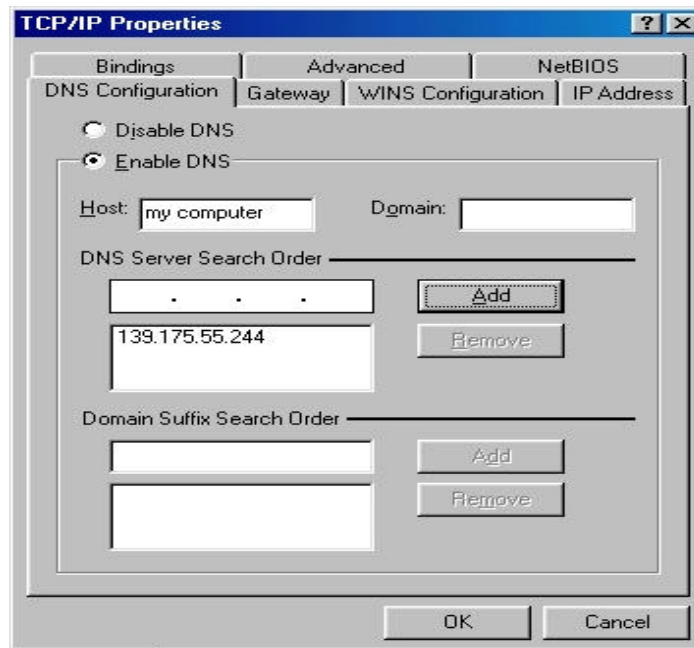 TCP/IP Properties
Bindings Advanced NetBIOS
DNS Configuration Gateway WINS Configuration IP Address
Disable DNS
Enable DNS
Host: my computer Domain:
DNS Server Search Order
. . . Add
139.175.55.244 Remove
Domain Suffix Search Order
Add
Remove
OK Cancel